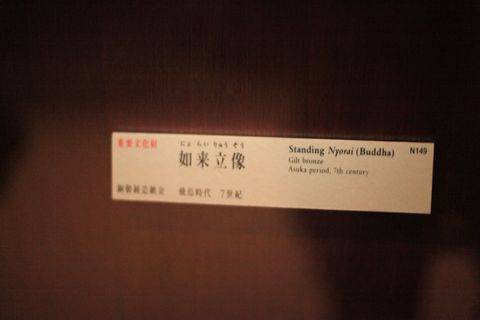 重要文化財
にょ らい りゅう ぞう
如来立像
銅製鋳造鍍金 飛鳥時代 7世紀
Standing Nyorai (Buddha)
Gilt bronze
Asuka period, 7th century
N149